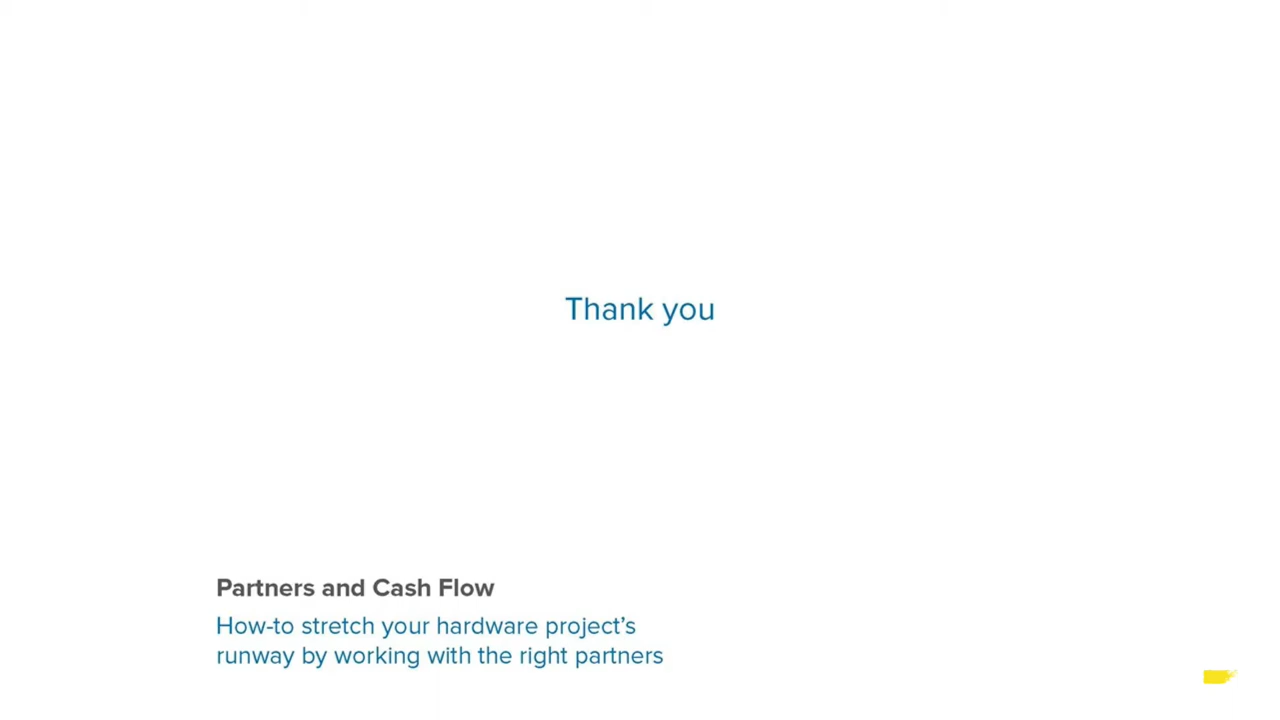 Thank you
Partners and Cash Flow
How-to stretch your hardware project’s
runway by working with the right partners